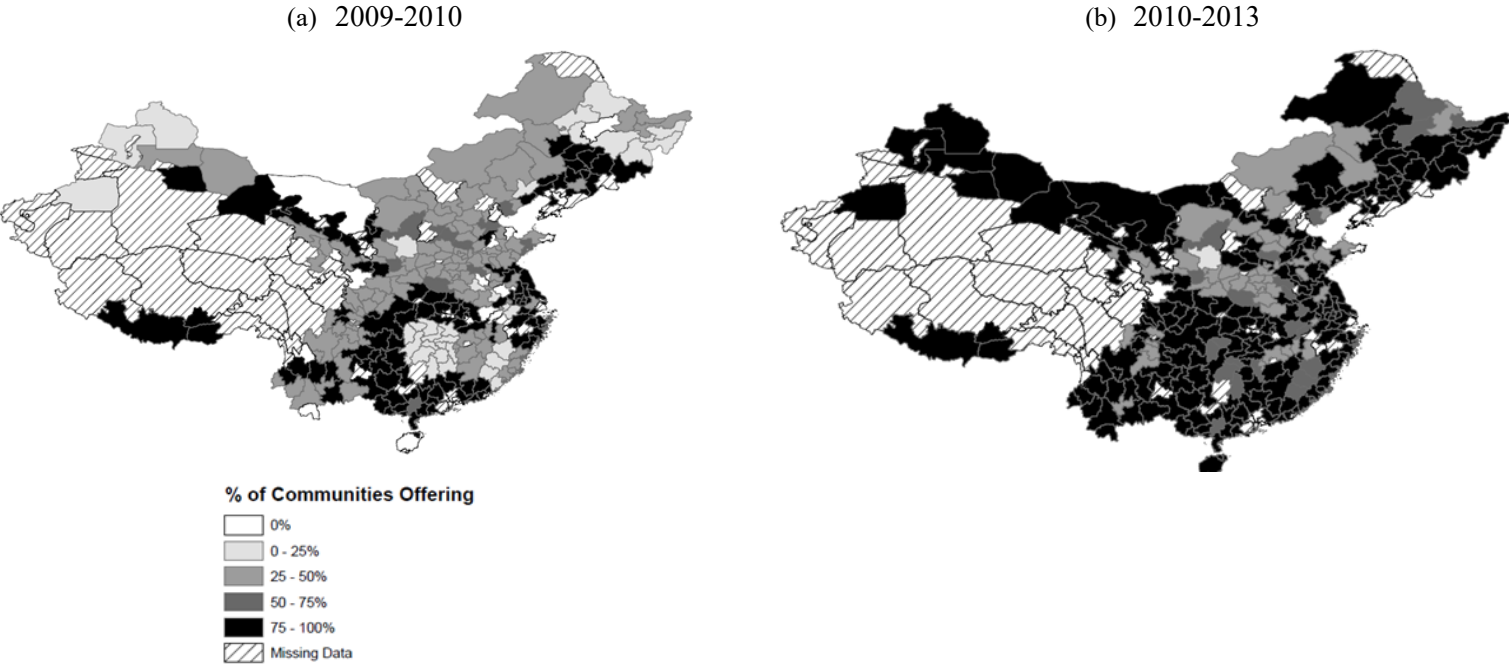 (a) 2009-2010
(b) 2010-2013
% of Communities Offering
0%
0 - 25%
25 - 50%
50 - 75%
75 - 100%
Missing Data